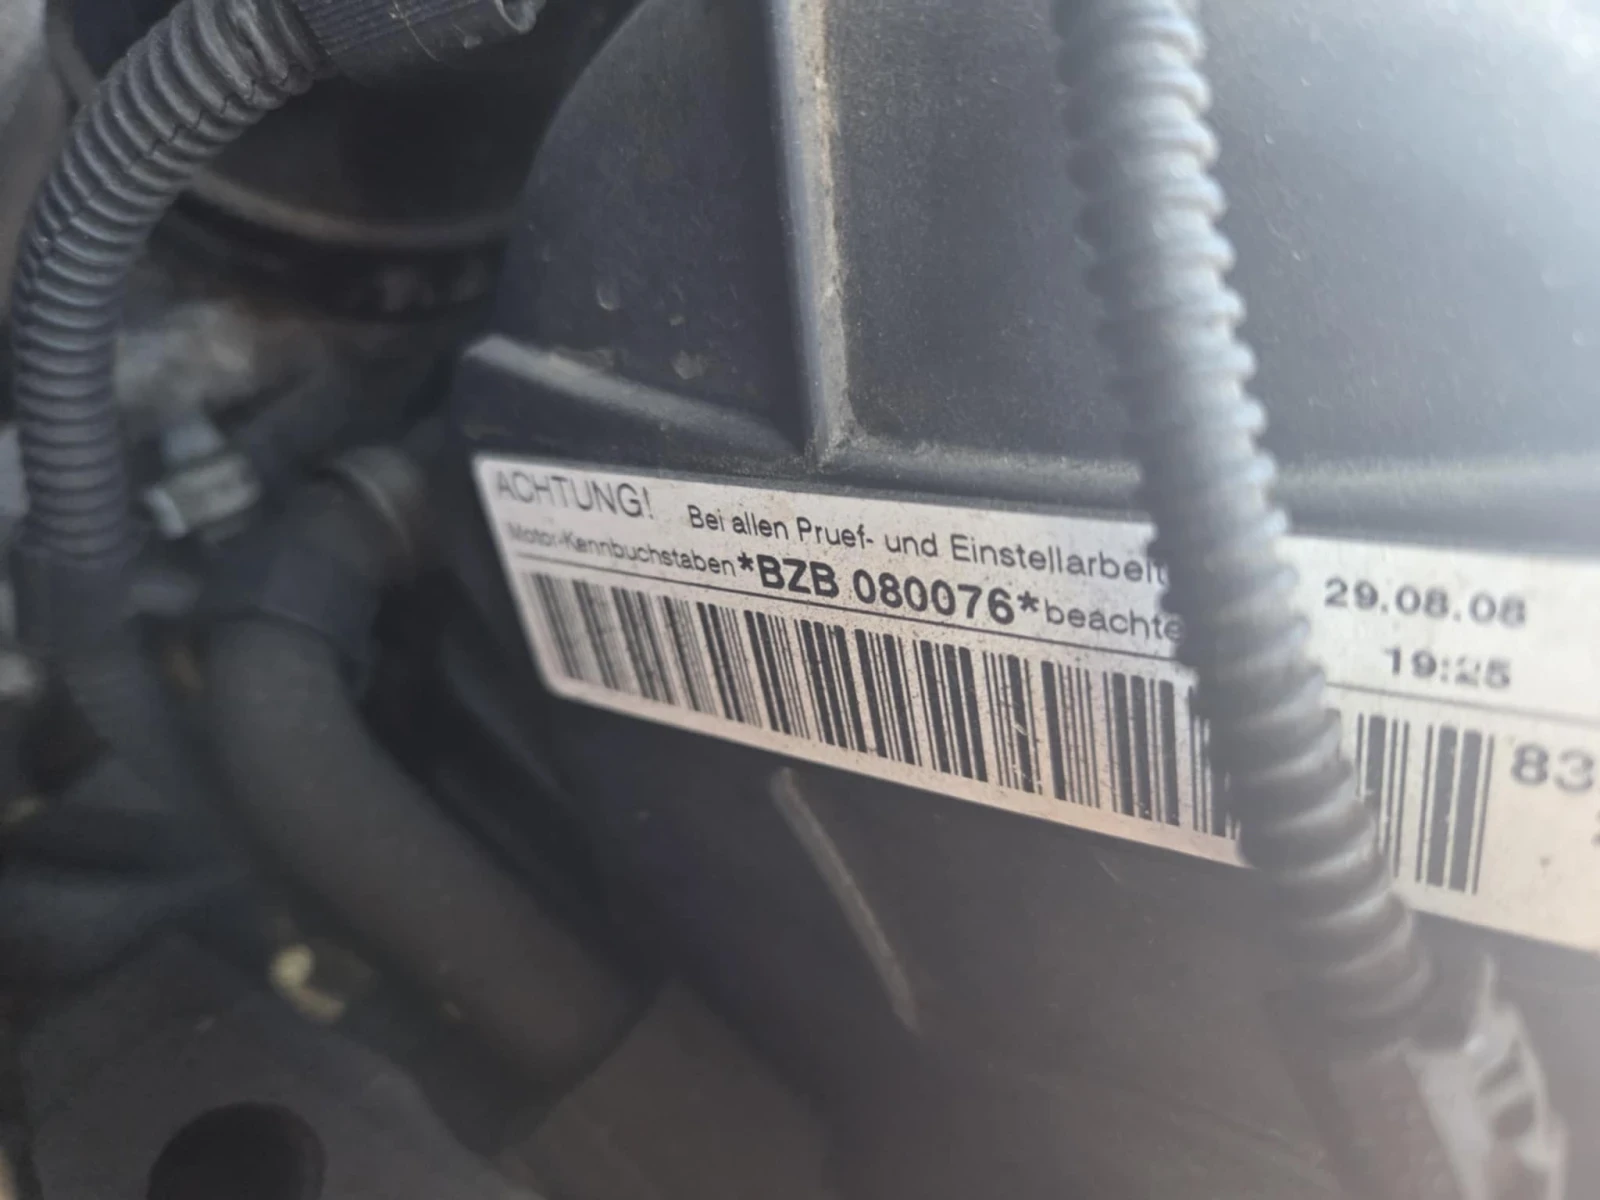 ACHTUNG! Bei allen Pruef- und Einstellarbeit
Motor-Kennbuchstaben *BZB 080076* beachte
29.08.08
19:25
83